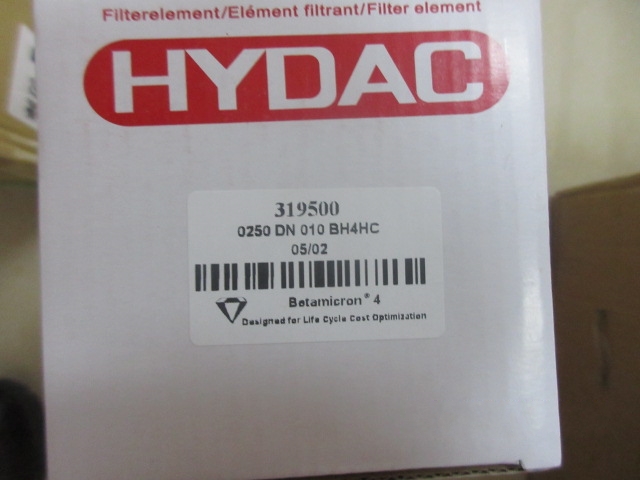 Filterelement/Elément filtrant/Filter element
HYDAC
319500
0250 DN 010 BH4HC
05/02
Betamicron® 4
Designed for Life Cycle Cost Optimization